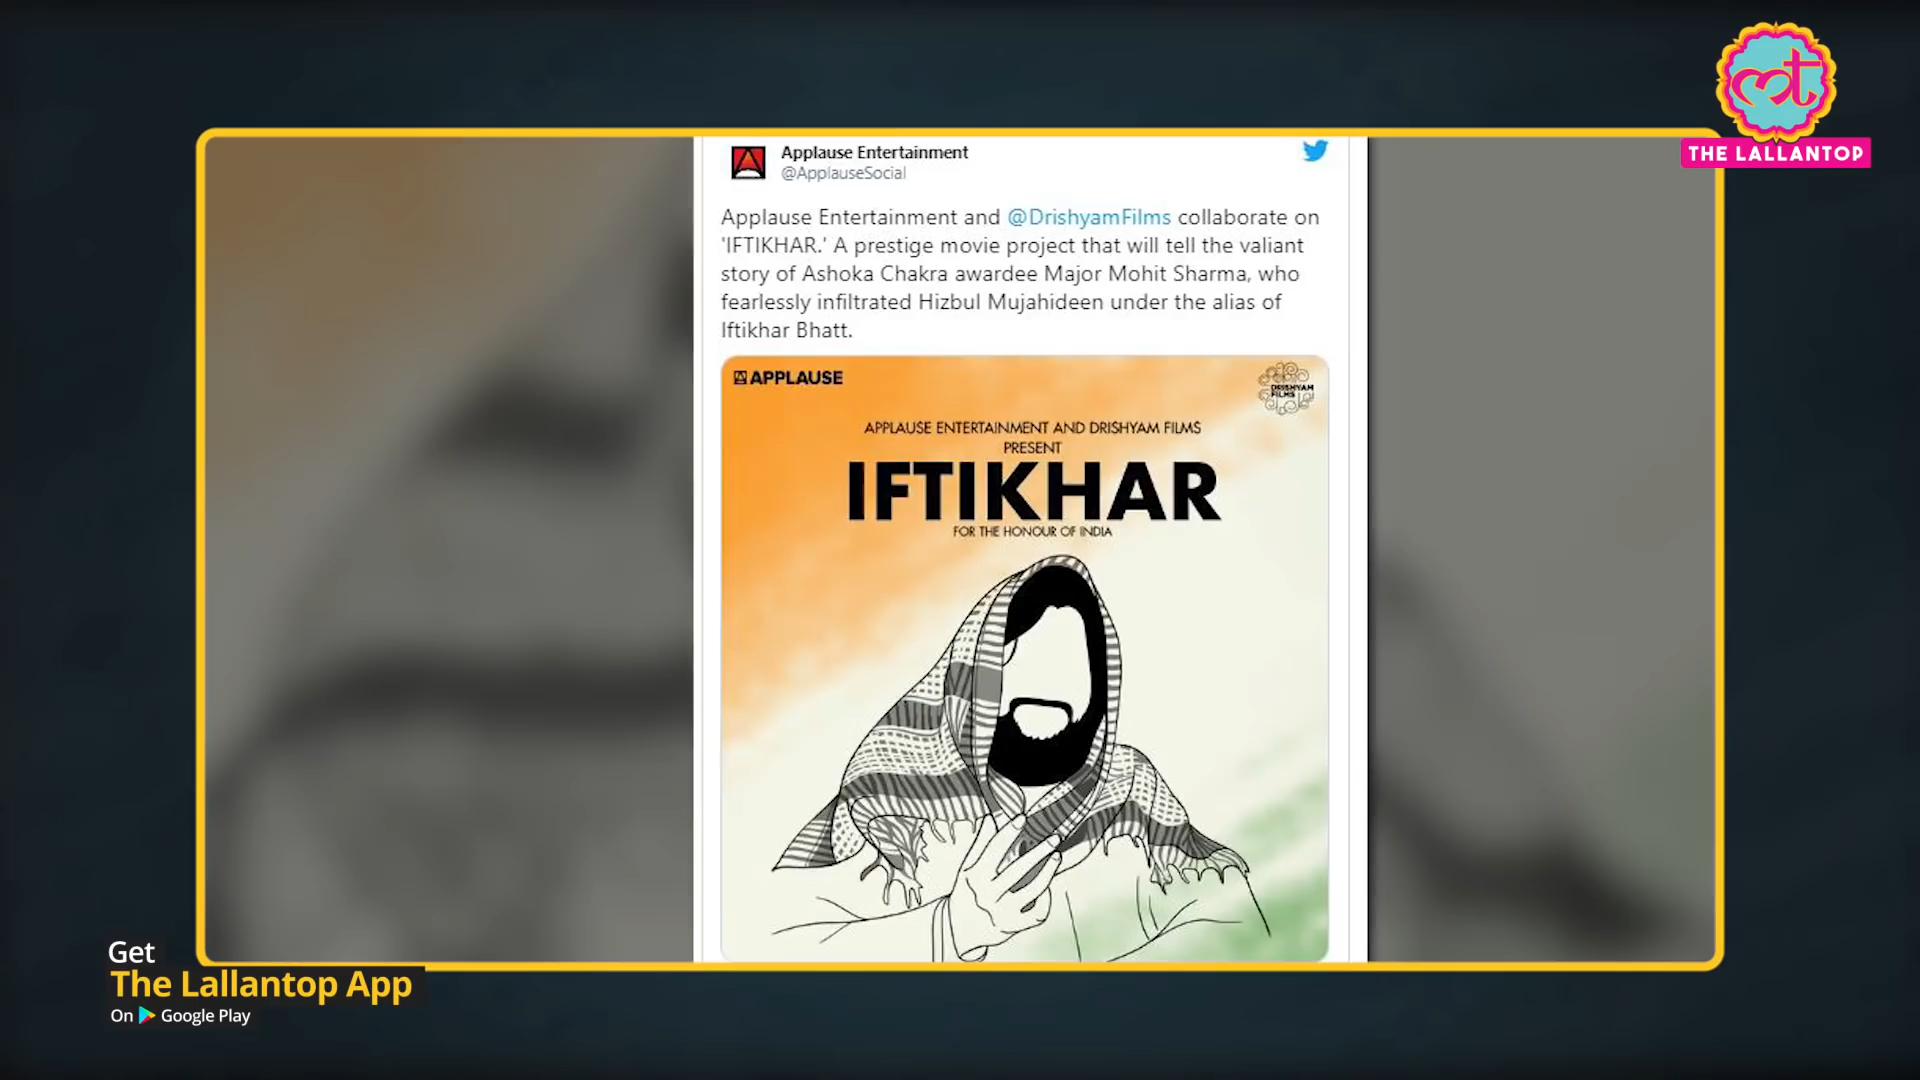 मत
THE LALLANTOP
Applause Entertainment
@ApplauseSocial
Applause Entertainment and @DrishyamFilms collaborate on
'IFTIKHAR.' A prestige movie project that will tell the valiant
story of Ashoka Chakra awardee Major Mohit Sharma, who
fearlessly infiltrated Hizbul Mujahideen under the alias of
Iftikhar Bhatt.
APPLAUSE
DRISHYAM
FILMS
APPLAUSE ENTERTAINMENT AND DRISHYAM FILMS
PRESENT
IFTIKHAR
FOR THE HONOUR OF INDIA
Get
The Lallantop App
On Google Play